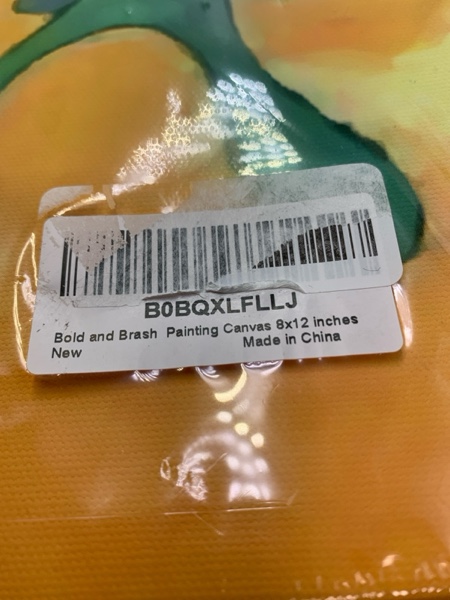 B0BQXLFLLJ
Bold and Brash Painting Canvas 8x12 inches
New Made in China